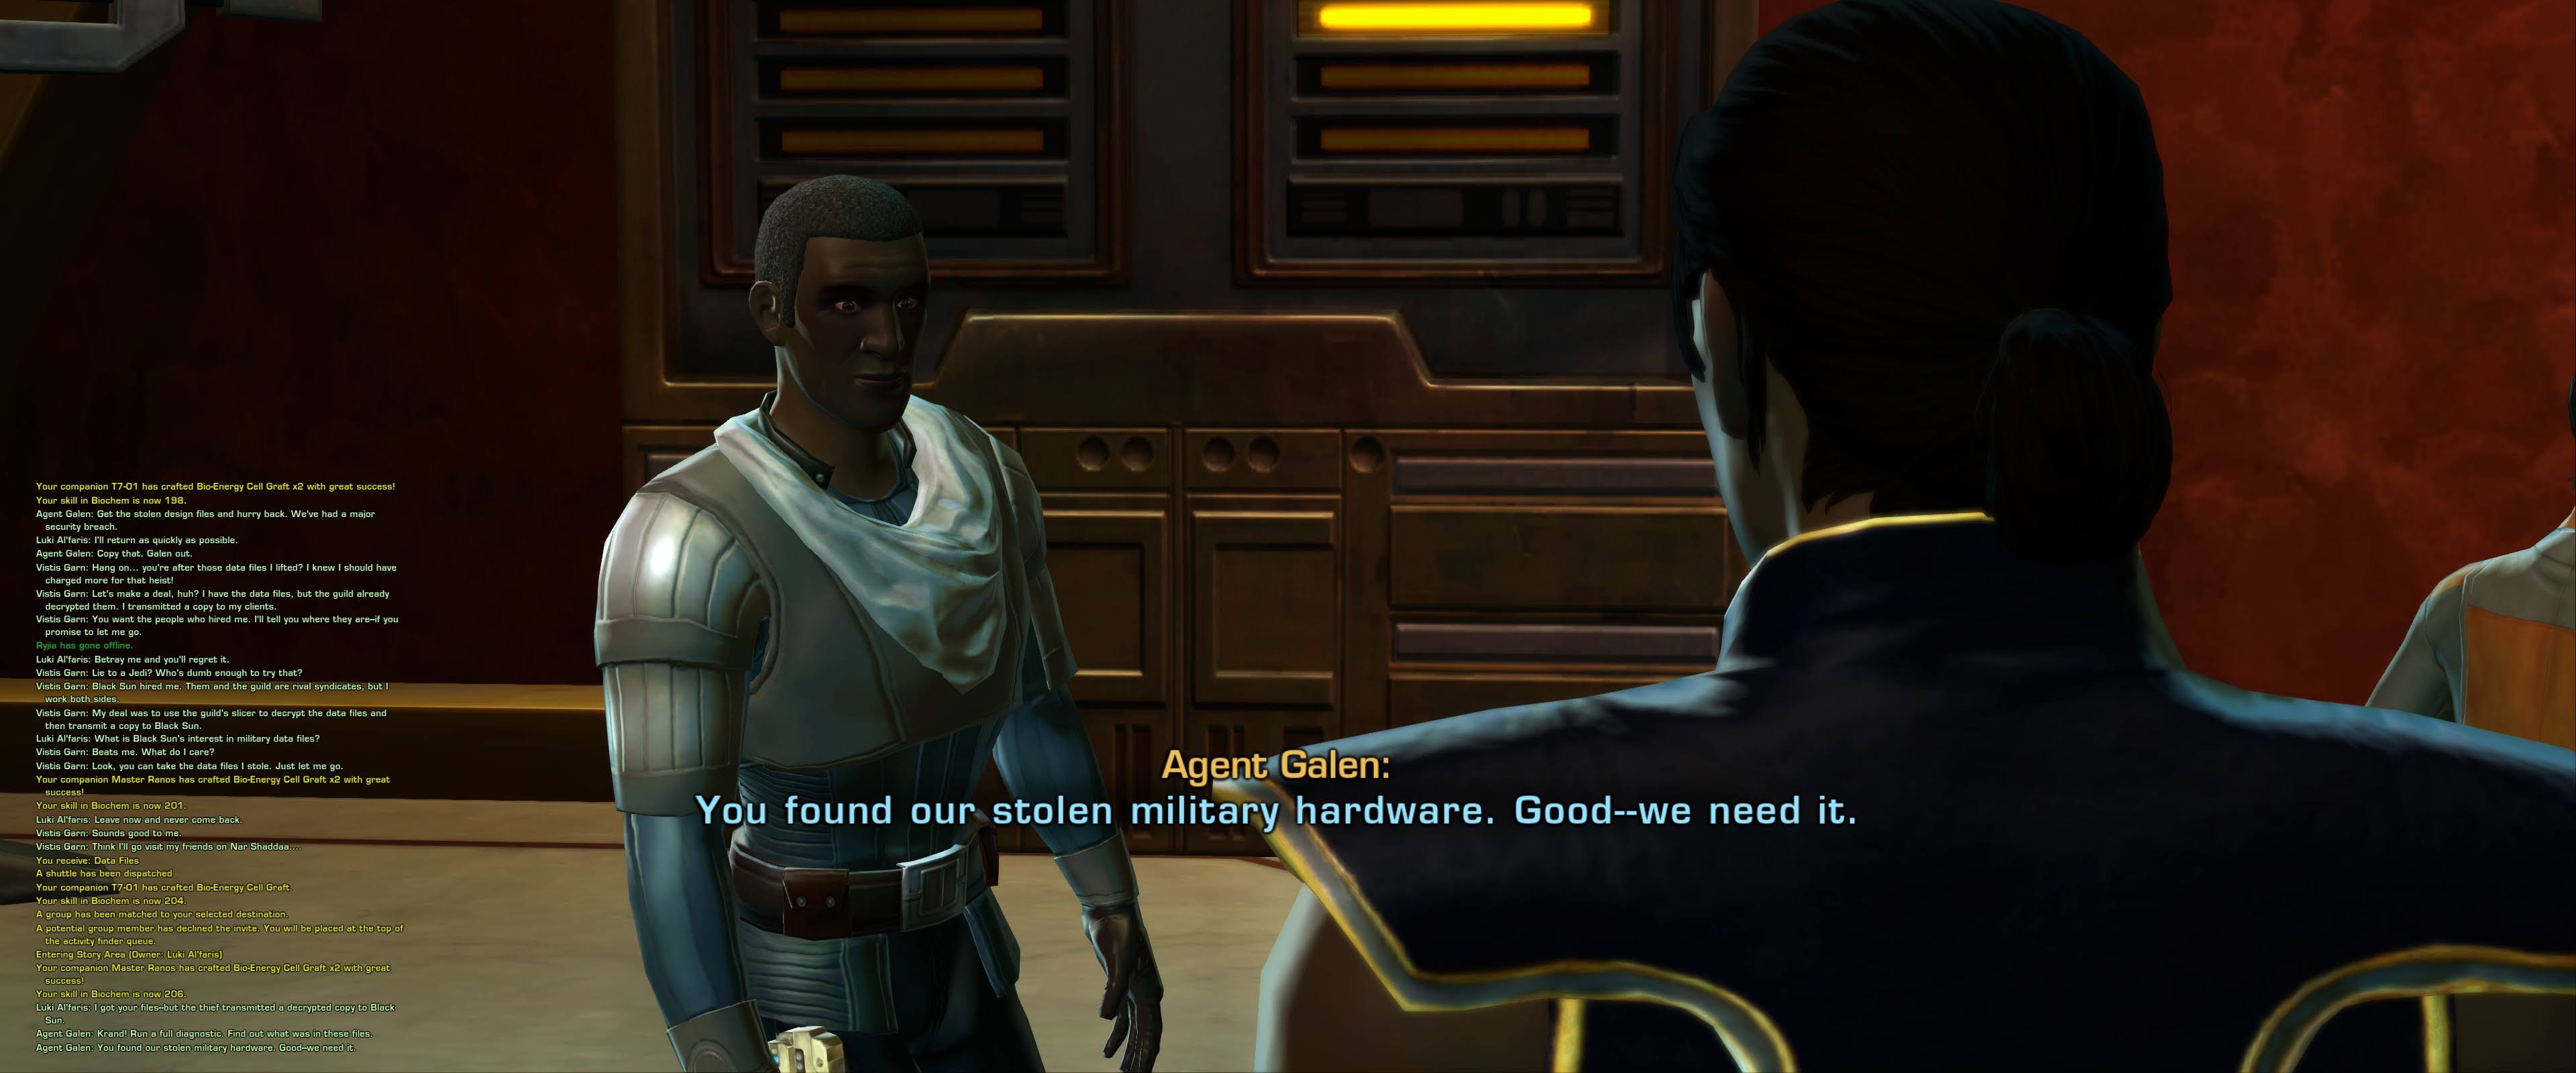 Your companion T7-O1 has crafted Bio-Energy Cell Graft x2 with great success!
Your skill in Biochem is now 198.
Agent Galen: Get the stolen design files and hurry back. We've had a major
security breach.
Luki Al'faris: I'll return as quickly as possible.
Agent Galen: Copy that. Galen out.
Vistis Garn: Hang on... you're after those data files I lifted? I knew I should have
charged more for that heist!
Vistis Garn: Let's make a deal, huh? I have the data files, but the guild already
decrypted them. I transmitted a copy to my clients.
Vistis Garn: You want the people who hired me. I'll tell you where they are--if you
promise to let me go.
Ryjia has gone offline.
Luki Al'faris: Betray me and you'll regret it.
Vistis Garn: Lie to a Jedi? Who's dumb enough to try that?
Vistis Garn: Black Sun hired me. Them and the guild are rival syndicates, but I
work both sides.
Vistis Garn: My deal was to use the guild's slicer to decrypt the data files and
then transmit a copy to Black Sun.
Luki Al'faris: What is Black Sun's interest in military data files?
Vistis Garn: Beats me. What do I care?
Vistis Garn: Look, you can take the data files I stole. Just let me go.
Your companion Master Ranos has crafted Bio-Energy Cell Graft x2 with great
success!
Your skill in Biochem is now 201.
Luki Al'faris: Leave now and never come back.
Vistis Garn: Sounds good to me.
Vistis Garn: Think I'll go visit my friends on Nar Shaddaa....
You receive: Data Files
A shuttle has been dispatched
Your companion T7-O1 has crafted Bio-Energy Cell Graft.
Your skill in Biochem is now 204.
A group has been matched to your selected destination.
A potential group member has declined the invite. You will be placed at the top of
the activity finder queue.
Entering Story Area (Owner: Luki Al'faris)
Your companion Master Ranos has crafted Bio-Energy Cell Graft x2 with great
success!
Your skill in Biochem is now 206.
Luki Al'faris: I got your files--but the thief transmitted a decrypted copy to Black
Sun.
Agent Galen: Krand! Run a full diagnostic. Find out what was in these files.
Agent Galen: You found our stolen military hardware. Good--we need it.
Agent Galen:
You found our stolen military hardware. Good--we need it.